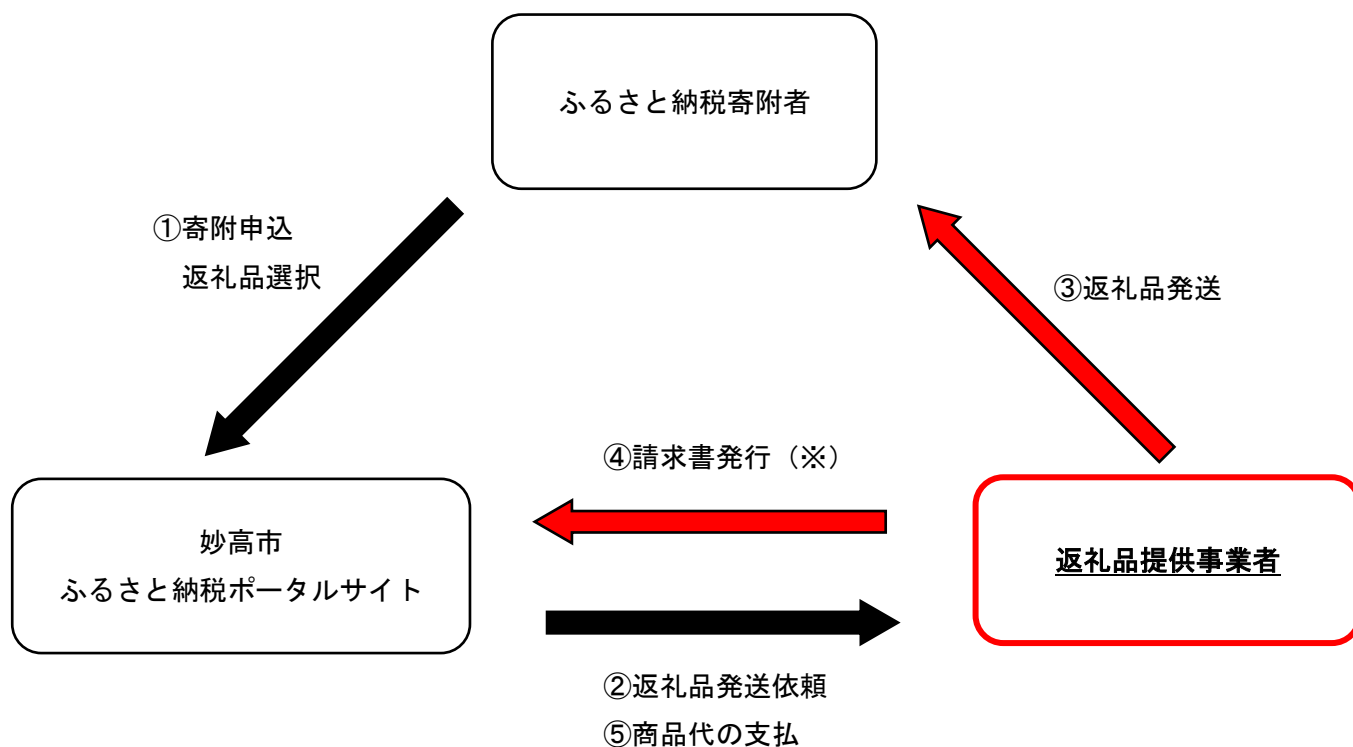 ふるさと納税寄附者
①寄附申込
返礼品選択
③返礼品発送
④請求書発行（※）
妙高市
ふるさと納税ポータルサイト
返礼品提供事業者
②返礼品発送依頼
⑤商品代の支払